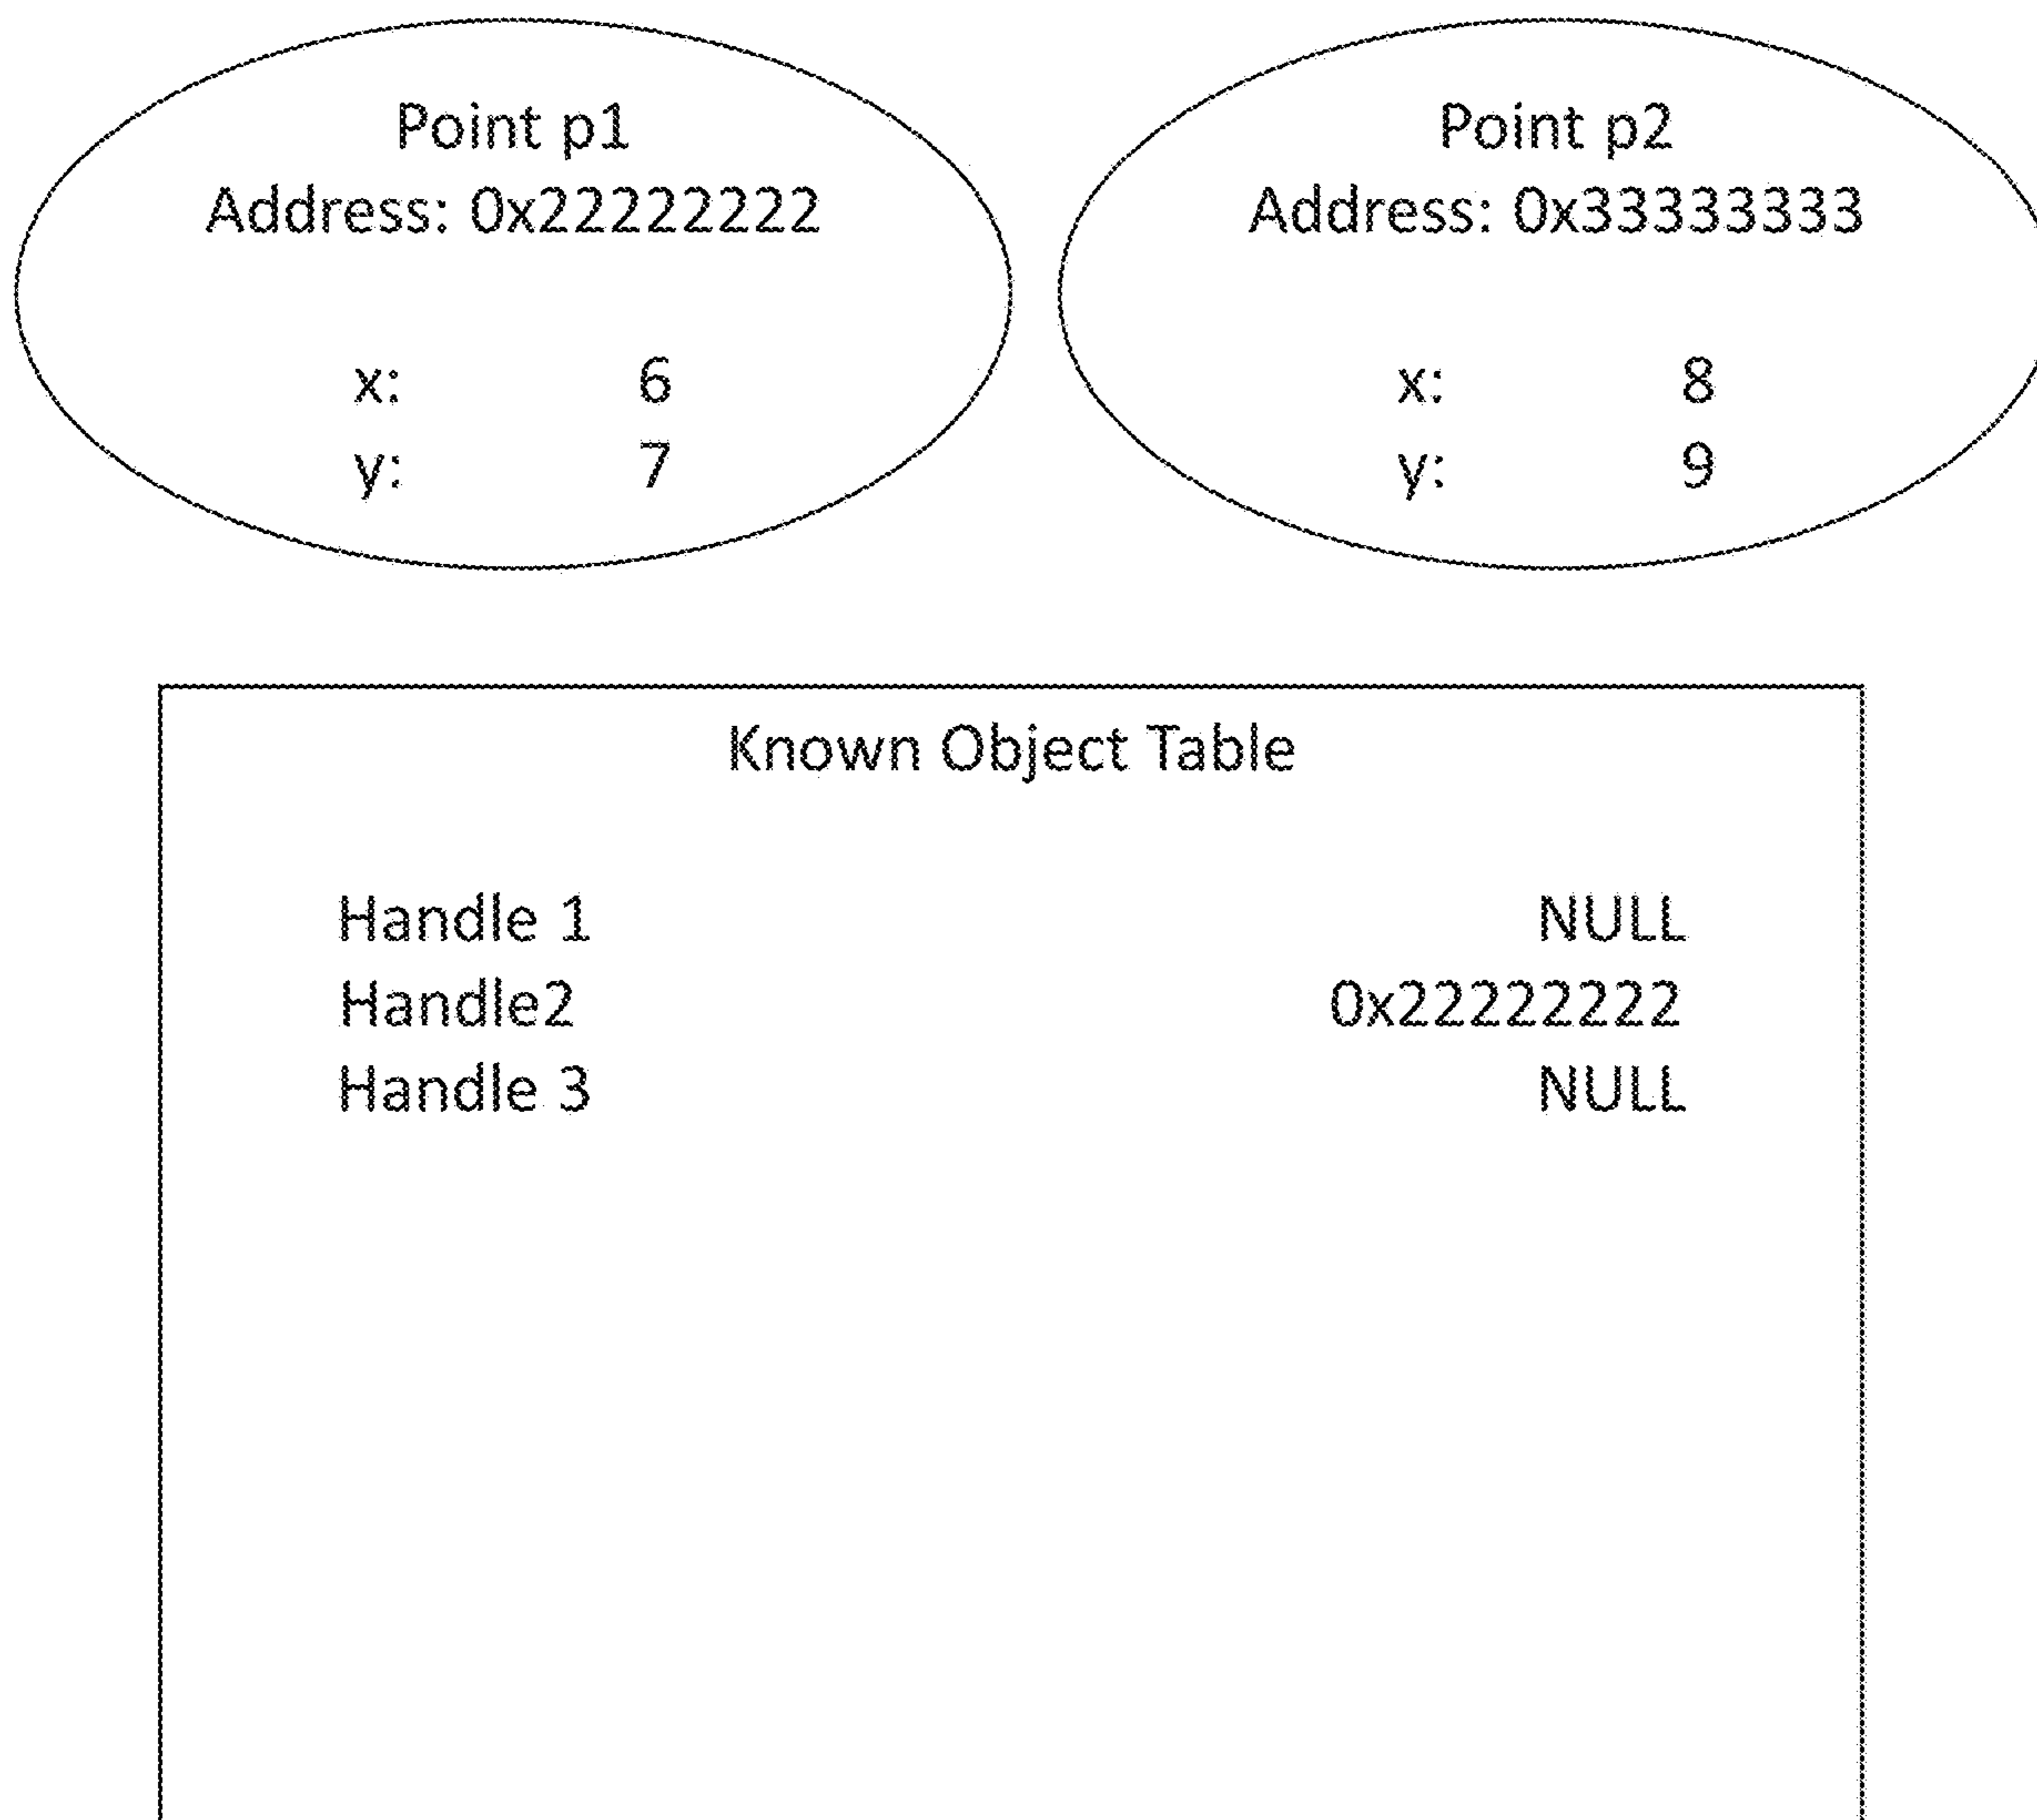 Point p1
Address: 0x22222222
x: 6
y: 7
Point p2
Address: 0x33333333
x: 8
y: 9
Known Object Table
Handle 1 NULL
Handle2 0x22222222
Handle 3 NULL